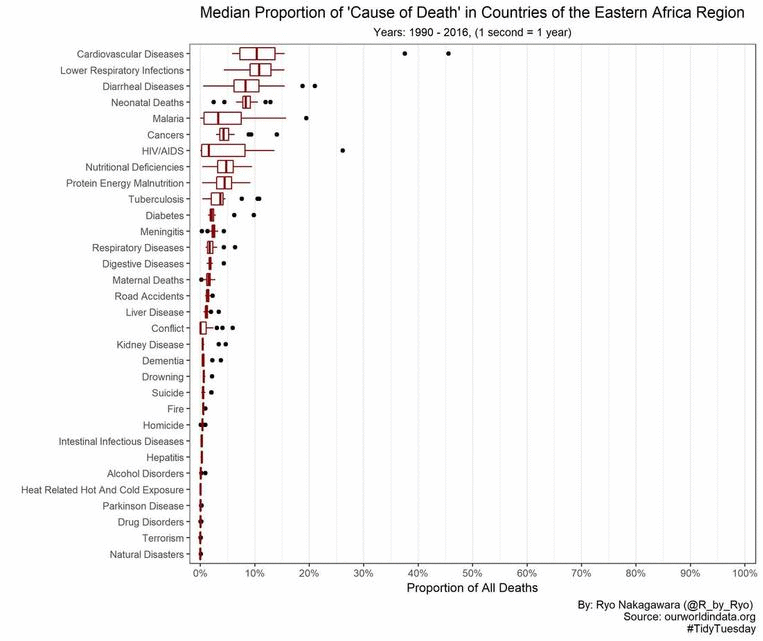 Median Proportion of 'Cause of Death' in Countries of the Eastern Africa Region
Years: 1990 - 2016, (1 second = 1 year)
Cardiovascular Diseases
Lower Respiratory Infections
Diarrheal Diseases
Neonatal Deaths
Malaria
Cancers
HIV/AIDS
Nutritional Deficiencies
Protein Energy Malnutrition
Tuberculosis
Diabetes
Meningitis
Respiratory Diseases
Digestive Diseases
Maternal Deaths
Road Accidents
Liver Disease
Conflict
Kidney Disease
Dementia
Drowning
Suicide
Fire
Homicide
Intestinal Infectious Diseases
Hepatitis
Alcohol Disorders
Heat Related Hot And Cold Exposure
Parkinson Disease
Drug Disorders
Terrorism
Natural Disasters
0% 10% 20% 30% 40% 50% 60% 70% 80% 90% 100%
Proportion of All Deaths
By: Ryo Nakagawara (@R_by_Ryo)
Source: ourworldindata.org
#TidyTuesday